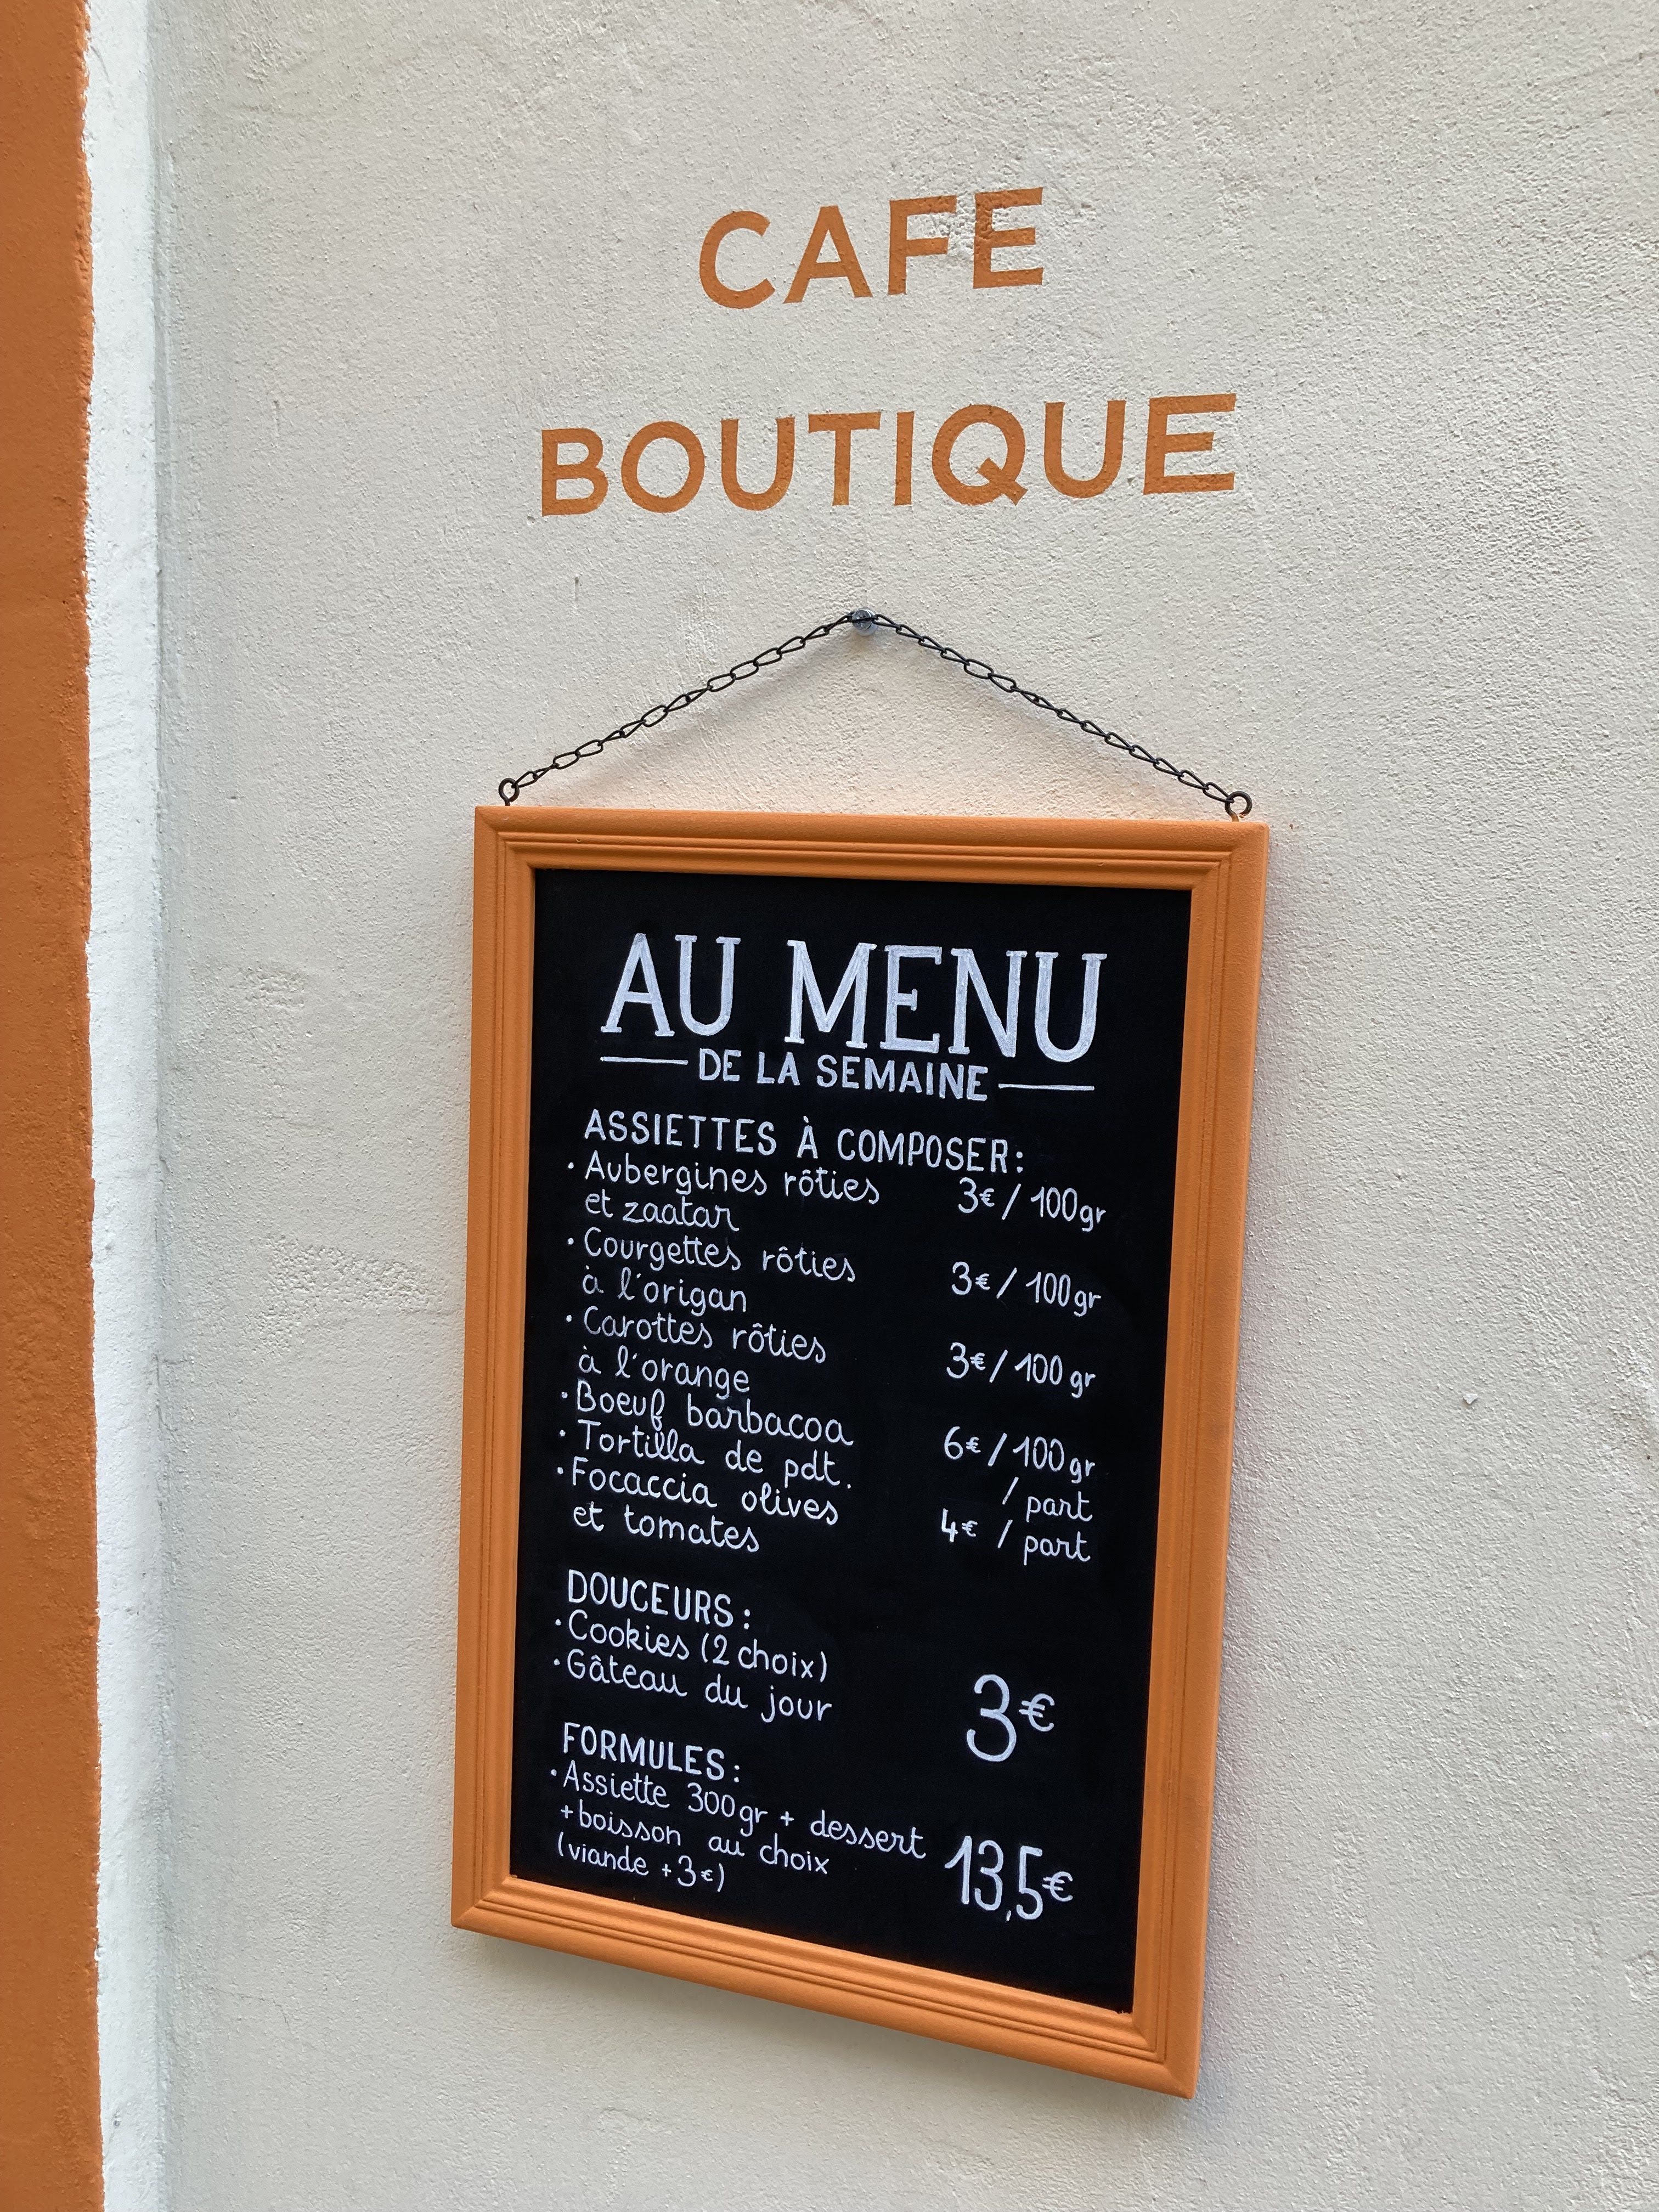 CAFE
BOUTIQUE
AU MENU
DE LA SEMAINE
ASSIETTES À COMPOSER:
· Aubergines rôties 3€ / 100gr
et zaatar
· Courgettes rôties 3€ / 100gr
à l'origan
· Carottes rôties 3€ / 100gr
à l'orange
· Boeuf barbacoa 6€ / 100gr
· Tortilla de pdt. / part
· Focaccia olives 4€ / part
et tomates
DOUCEURS:
· Cookies (2 choix)
· Gâteau du jour 3€
FORMULES:
· Assiette 300gr + dessert
+ boisson au choix 13,5€
(viande +3€)